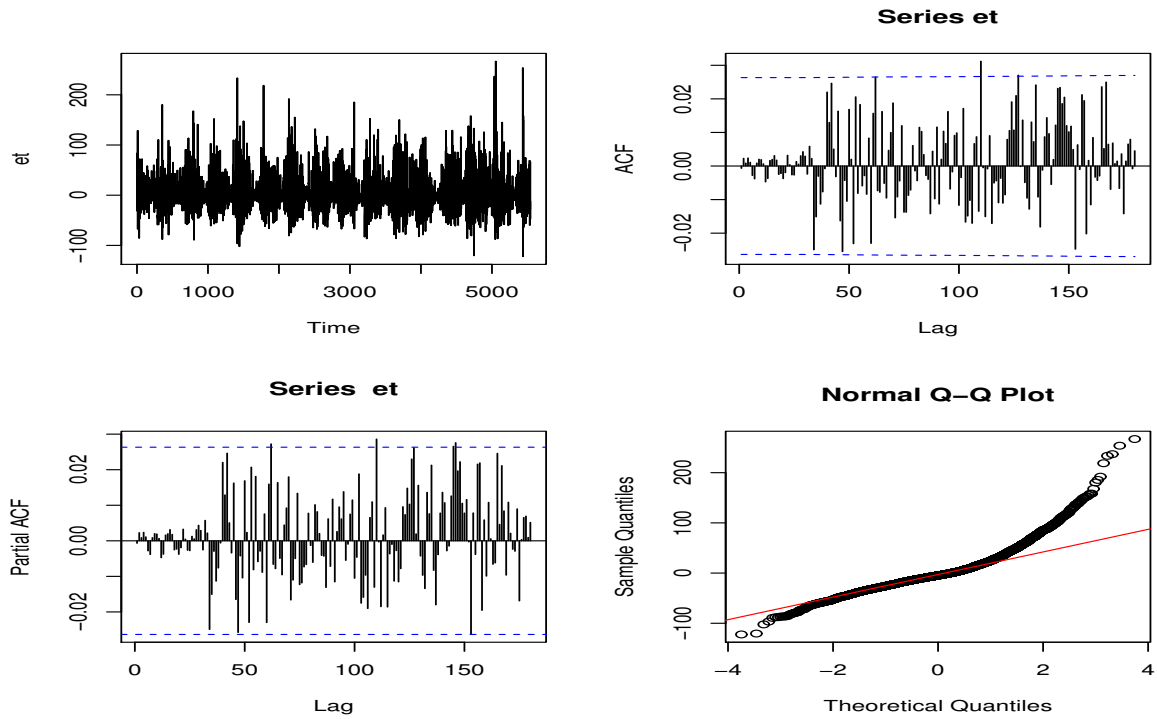 et
200
100
0
−100
0
1000
3000
5000
Time
Series et
ACF
0.02
0.00
−0.02
0
50
100
150
Lag
Series et
Partial ACF
0.02
0.00
−0.02
0
50
100
150
Lag
Normal Q−Q Plot
Sample Quantiles
200
100
0
−100
−4
−2
0
2
4
Theoretical Quantiles